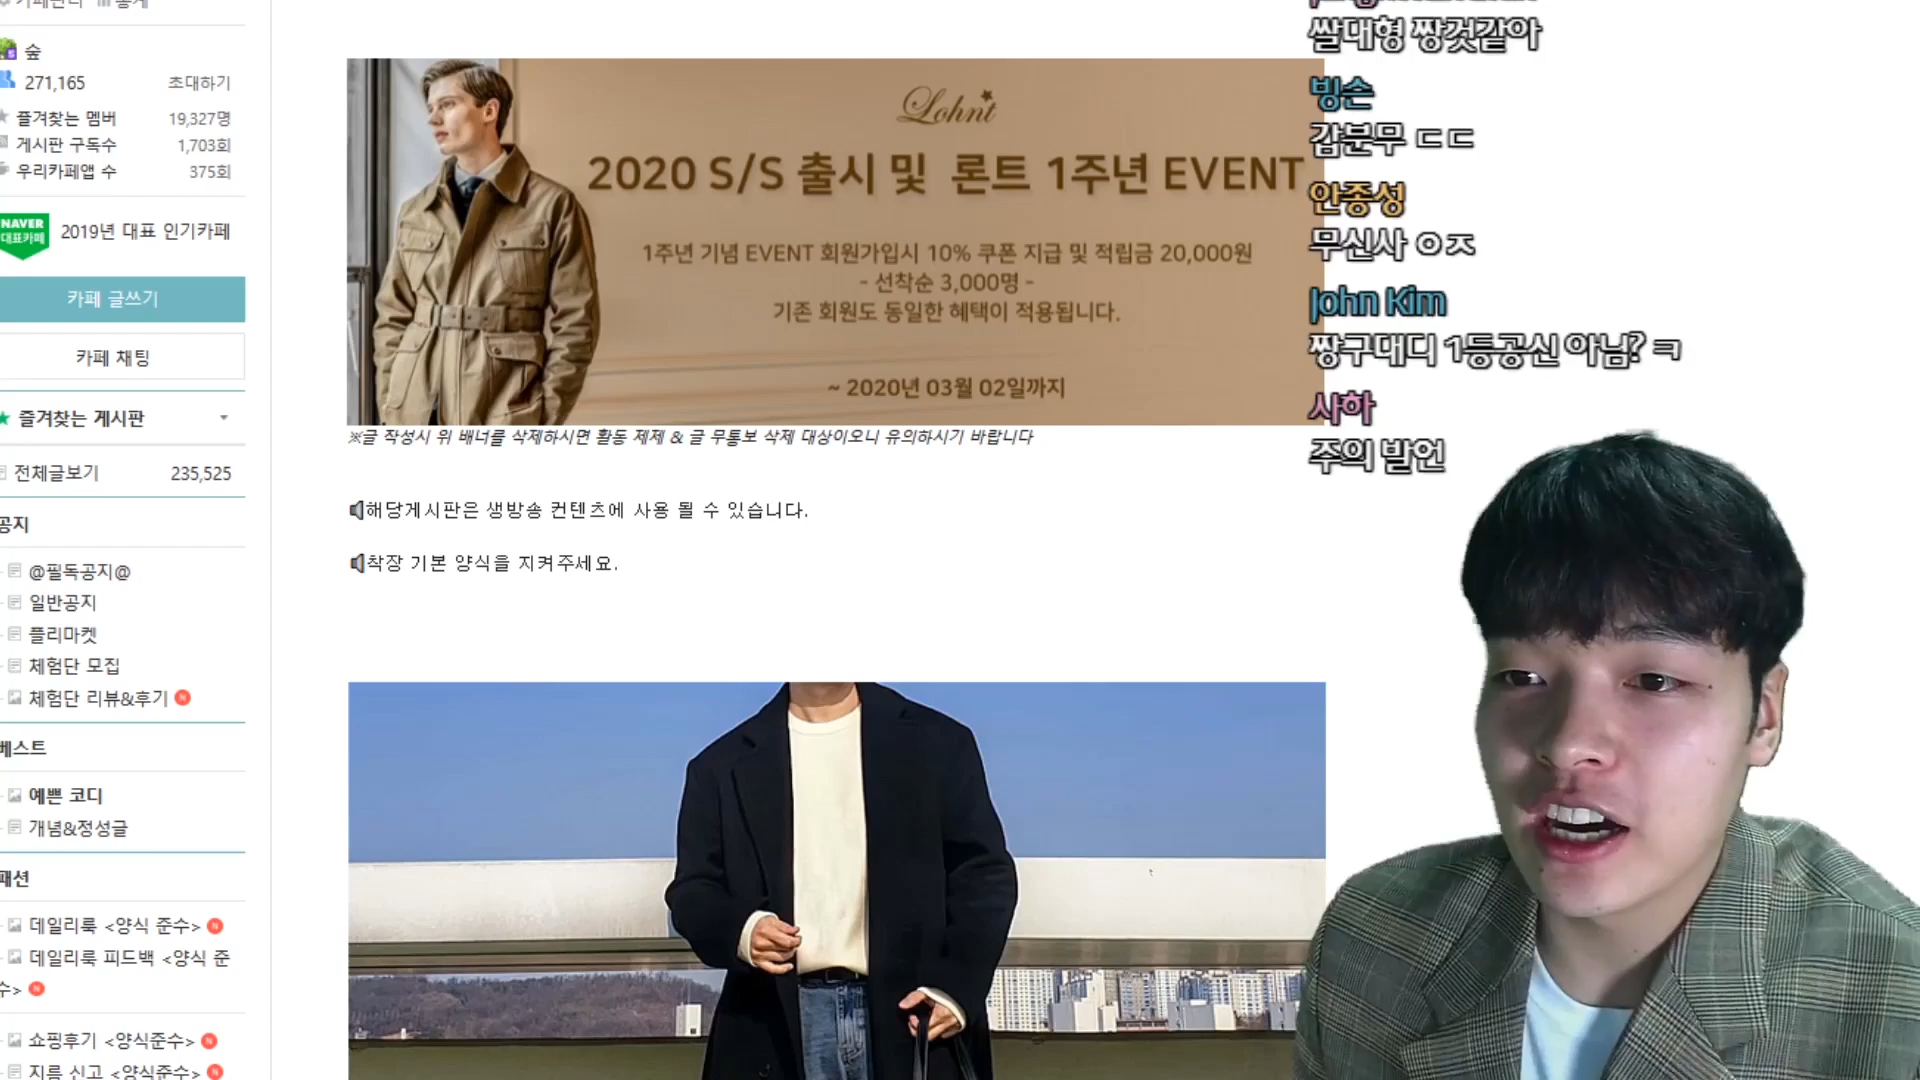 숲
271,165 초대하기
즐겨찾는 멤버 19,327명
게시판 구독수 1,703회
우리카페앱 수 375회
NAVER
대표카페
2019년 대표 인기카페
카페 글쓰기
카페 채팅
즐겨찾는 게시판
전체글보기 235,525
공지
@필독공지@
일반공지
플리마켓
체험단 모집
체험단 리뷰&후기 N
베스트
예쁜 코디
개념&정성글
패션
데일리룩 <양식 준수> N
데일리룩 피드백 <양식 준
수> N
쇼핑후기 <양식준수> N
지름 신고 <양식준수> N
Lohnt
2020 S/S 출시 및 론트 1주년 EVENT
1주년 기념 EVENT 회원가입시 10% 쿠폰 지급 및 적립금 20,000원
- 선착순 3,000명 -
기존 회원도 동일한 혜택이 적용됩니다.
~ 2020년 03월 02일까지
※글 작성시 위 배너를 삭제하시면 활동 제제 & 글 무통보 삭제 대상이오니 유의하시기 바랍니다
해당게시판은 생방송 컨텐츠에 사용 될 수 있습니다.
착장 기본 양식을 지켜주세요.
쌀대형 짱것같아
빙손
감분무 ㄷㄷ
안종성
무신사 ㅇㅈ
John Kim
짱구대디 1등공신 아님? ㅋ
사하
주의 발언